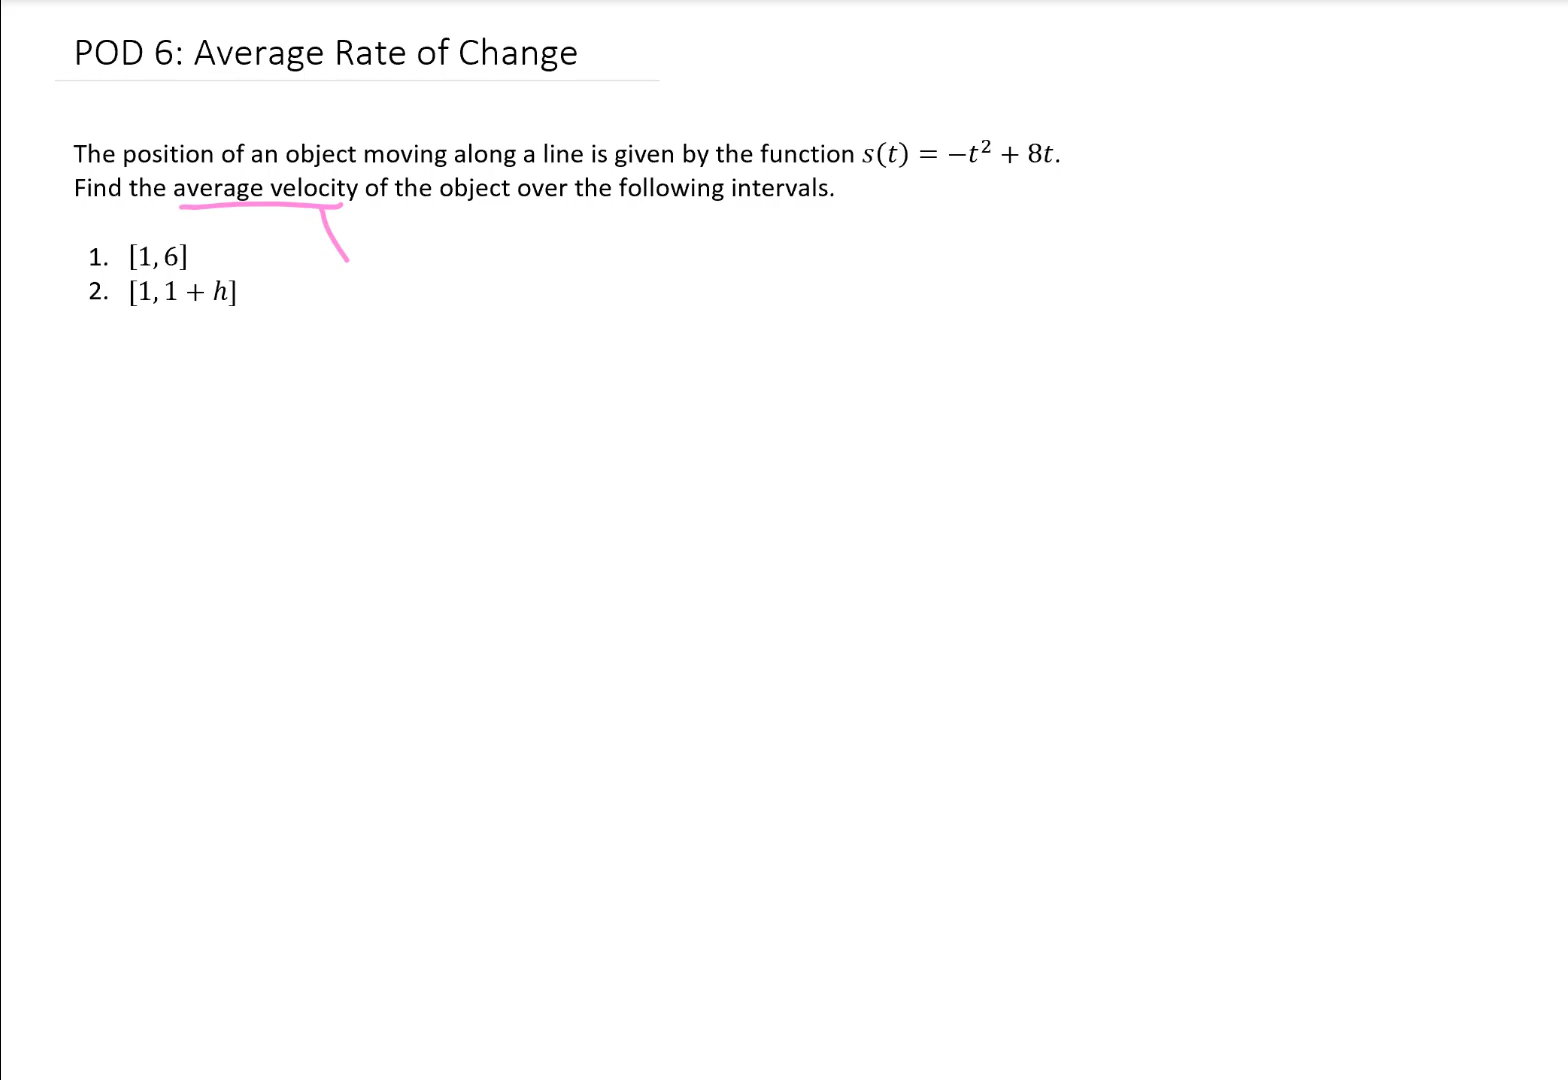 POD 6: Average Rate of Change
The position of an object moving along a line is given by the function s(t) = −t² + 8t.
Find the average velocity of the object over the following intervals.
1. [1, 6]
2. [1, 1 + h]